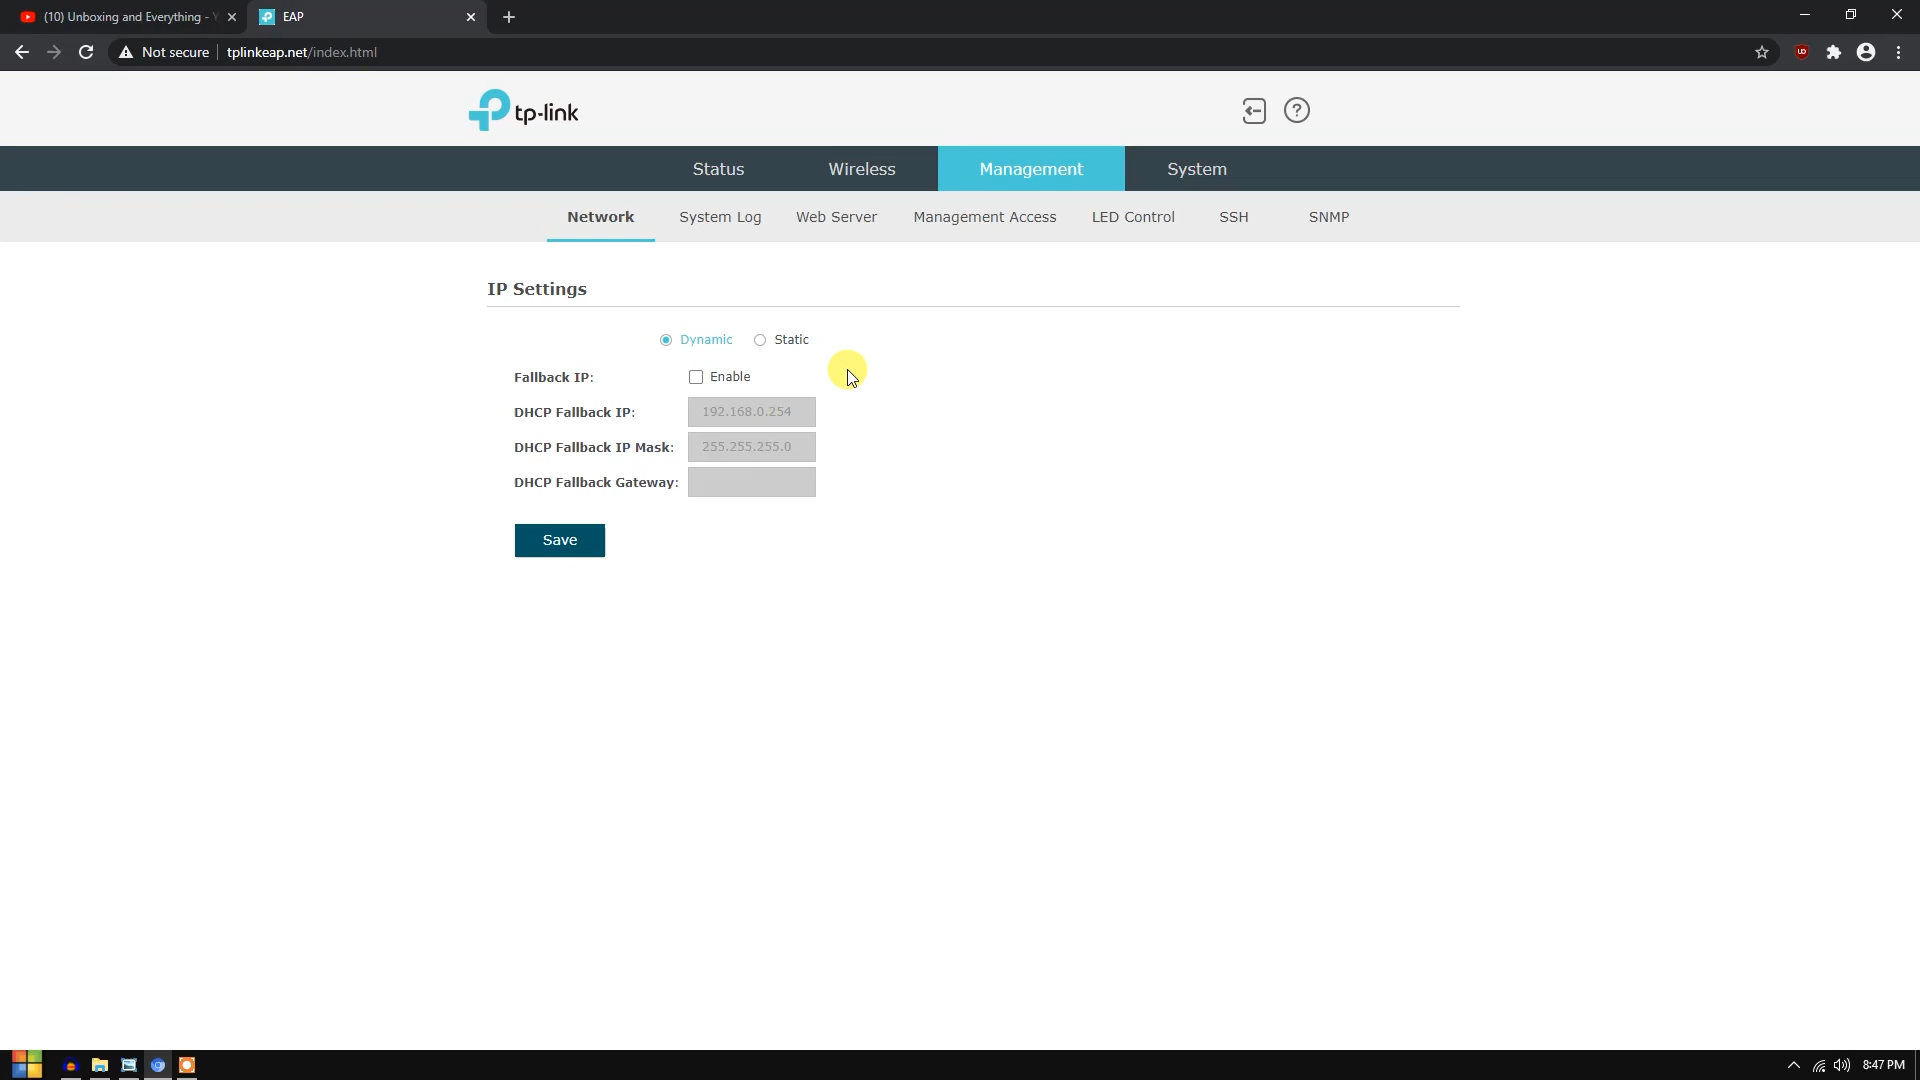 (10) Unboxing and Everything -
EAP
Not secure
tplinkeap.net/index.html
tp-link
Status
Wireless
Management
System
Network
System Log
Web Server
Management Access
LED Control
SSH
SNMP
IP Settings
Dynamic
Static
Fallback IP:
Enable
DHCP Fallback IP:
192.168.0.254
DHCP Fallback IP Mask:
255.255.255.0
DHCP Fallback Gateway:
Save
8:47 PM